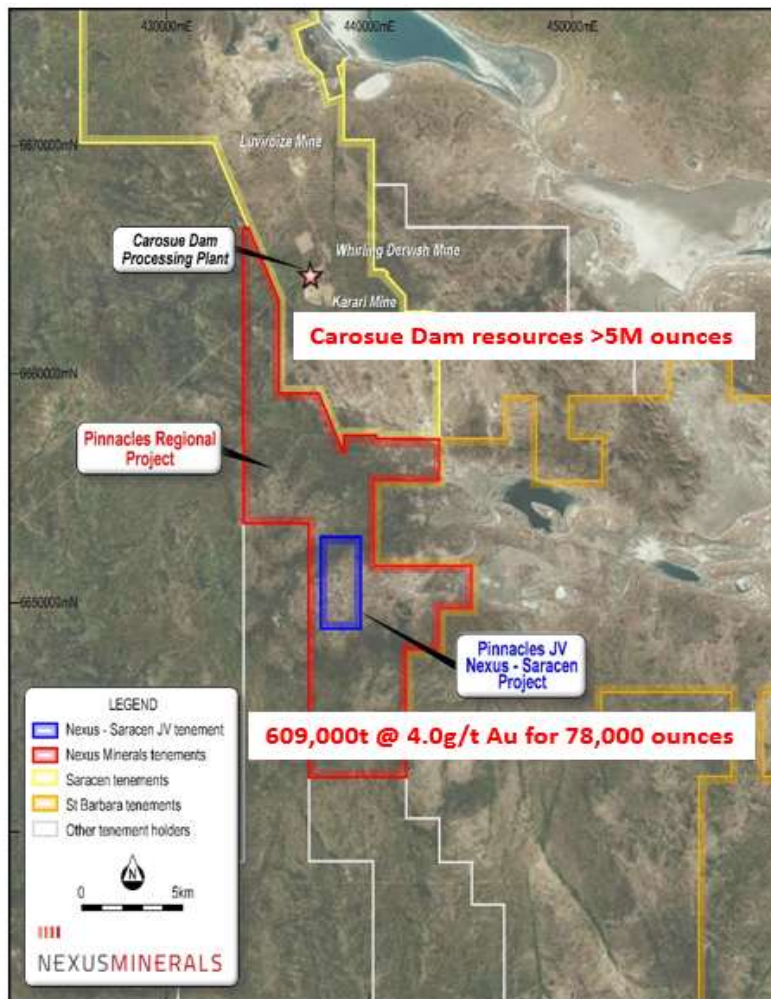 430000mE
440000mE
450000mE
6670000mN
Luvironize Mine
Carosue Dam
Processing Plant
Whirling Dervish Mine
Karari Mine
Carosue Dam resources >5M ounces
6660000mN
Pinnacles Regional
Project
6650000mN
Pinnacles JV
Nexus - Saracen
Project
609,000t @ 4.0g/t Au for 78,000 ounces
LEGEND
Nexus - Saracen JV tenement
Nexus Minerals tenements
Saracen tenements
St Barbara tenements
Other tenement holders
N
0
5km
NEXUSMINERALS